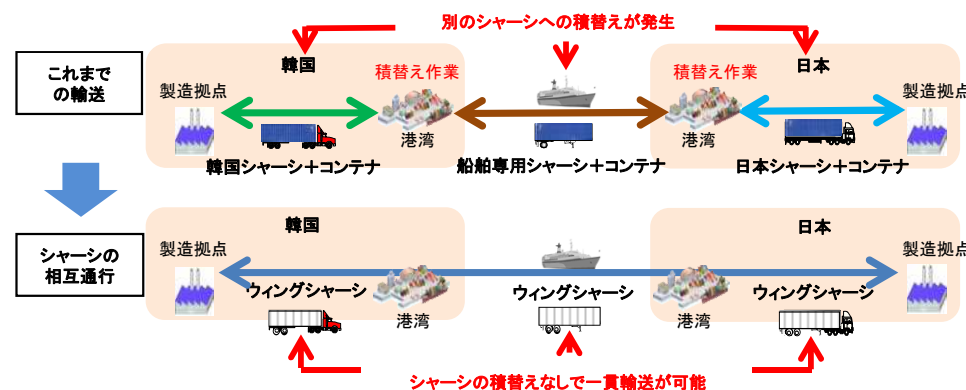 別のシャーシへの積替えが発生
これまで
の輸送
韓国
日本
製造拠点
積替え作業
積替え作業
製造拠点
港湾
港湾
韓国シャーシ＋コンテナ
船舶専用シャーシ＋コンテナ
日本シャーシ＋コンテナ
シャーシの
相互通行
韓国
日本
製造拠点
製造拠点
ウィングシャーシ
ウィングシャーシ
ウィングシャーシ
港湾
港湾
シャーシの積替えなしで一貫輸送が可能